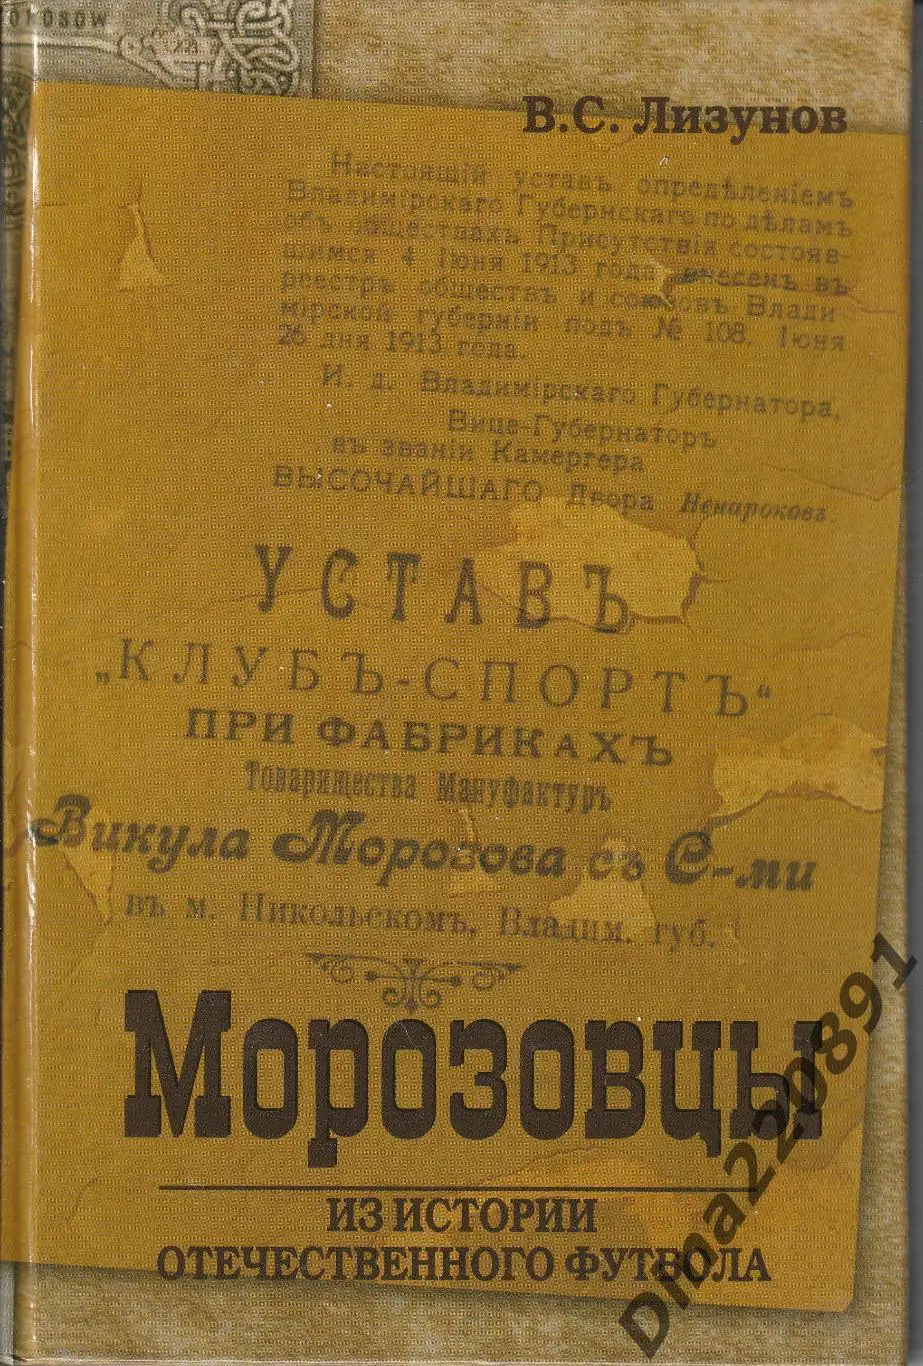 OROSOW
В.С. Лизунов
Настоящій уставъ опредѣленіемъ
Владимірскаго Губернскаго по дѣламъ
объ обществахъ Присутствія состояв-
шимся 4 Іюня 1913 года внесенъ въ
реестръ обществъ и союзовъ Влади
мірской губерніи подъ № 108. Іюня
26 дня 1913 года.
И. д. Владимірскаго Губернатора,
Вице-Губернаторъ
въ званіи Камергера
ВЫСОЧАЙШАГО Двора Ненарокость.
УСТАВЪ
„КЛУБЪ-СПОРТЪ“
ПРИ ФАБРИКАХЪ
Товарищества Мануфактуръ
Викула Морозова съ С-ми
въ м. Никольскомъ, Владим. губ.
Морозовцы
ИЗ ИСТОРИИ
ОТЕЧЕСТВЕННОГО ФУТБОЛА
Dma220891